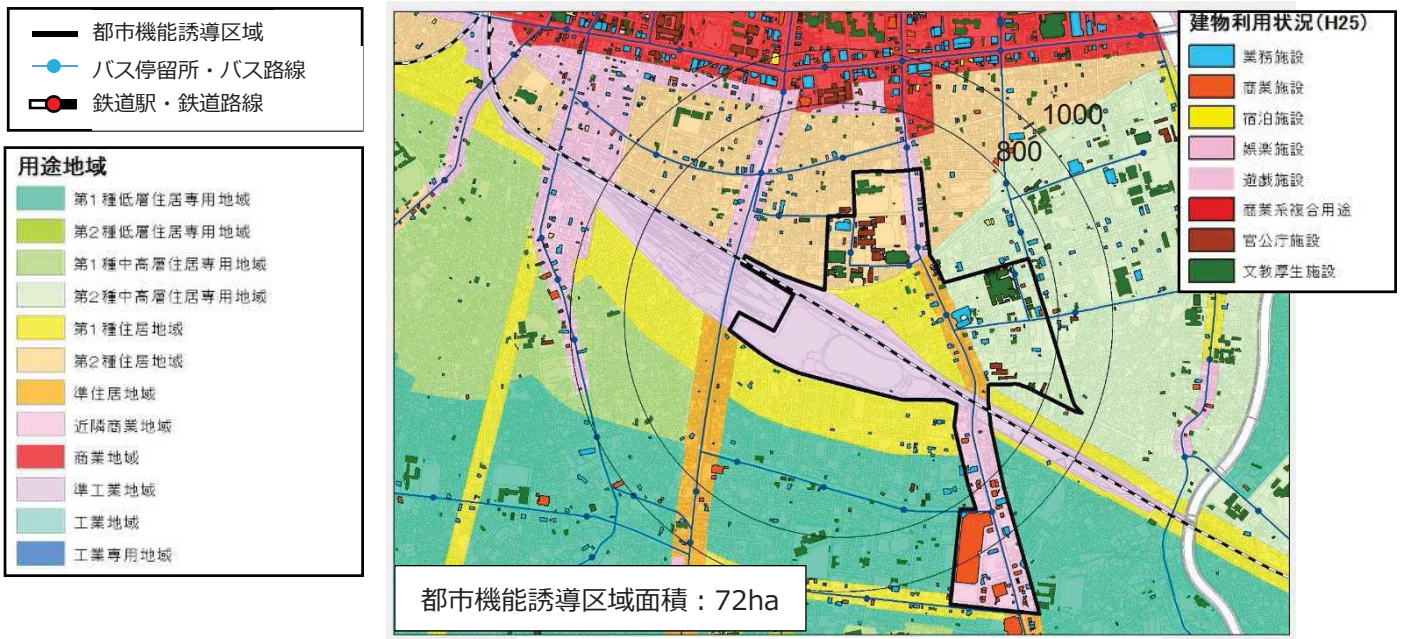 都市機能誘導区域
バス停留所・バス路線
鉄道駅・鉄道路線
用途地域
第1種低層住居専用地域
第2種低層住居専用地域
第1種中高層住居専用地域
第2種中高層住居専用地域
第1種住居地域
第2種住居地域
準住居地域
近隣商業地域
商業地域
準工業地域
工業地域
工業専用地域
1000
800
都市機能誘導区域面積：72ha
建物利用状況(H25)
業務施設
商業施設
宿泊施設
娯楽施設
遊戯施設
商業系複合用途
官公庁施設
文教厚生施設